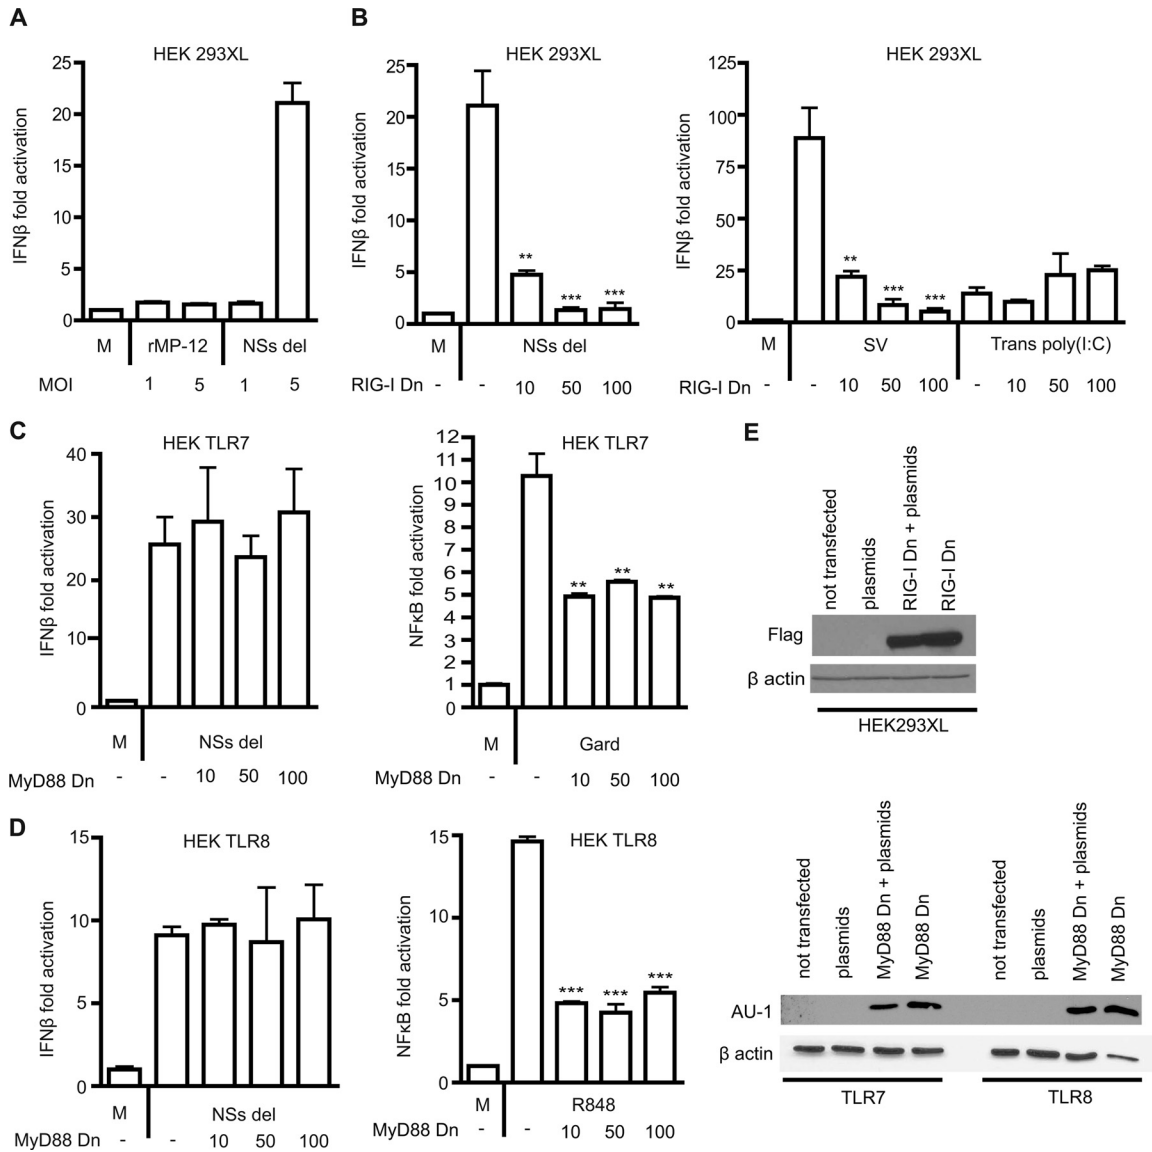 A
HEK 293XL
IFNβ fold activation
25
20
15
10
5
0
M rMP-12 NSs del
MOI 1 5 1 5
B
HEK 293XL
IFNβ fold activation
25
20
15
10
5
0
** *** ***
M NSs del
RIG-I Dn - - 10 50 100
HEK 293XL
IFNβ fold activation
125
100
75
50
25
0
** *** ***
M SV Trans poly(I:C)
RIG-I Dn - - 10 50 100 - 10 50 100
C
HEK TLR7
IFNβ fold activation
40
30
20
10
0
M NSs del
MyD88 Dn - - 10 50 100
HEK TLR7
NFκB fold activation
12
11
10
9
8
7
6
5
4
3
2
1
0
** ** **
M Gard
MyD88 Dn - - 10 50 100
D
HEK TLR8
IFNβ fold activation
15
10
5
0
M NSs del
MyD88 Dn - - 10 50 100
HEK TLR8
NFκB fold activation
15
10
5
0
*** *** ***
M R848
MyD88 Dn - - 10 50 100
E
not transfected
plasmids
RIG-I Dn + plasmids
RIG-I Dn
Flag
β actin
HEK293XL
not transfected
plasmids
MyD88 Dn + plasmids
MyD88 Dn
not transfected
plasmids
MyD88 Dn + plasmids
MyD88 Dn
AU-1
β actin
TLR7 TLR8